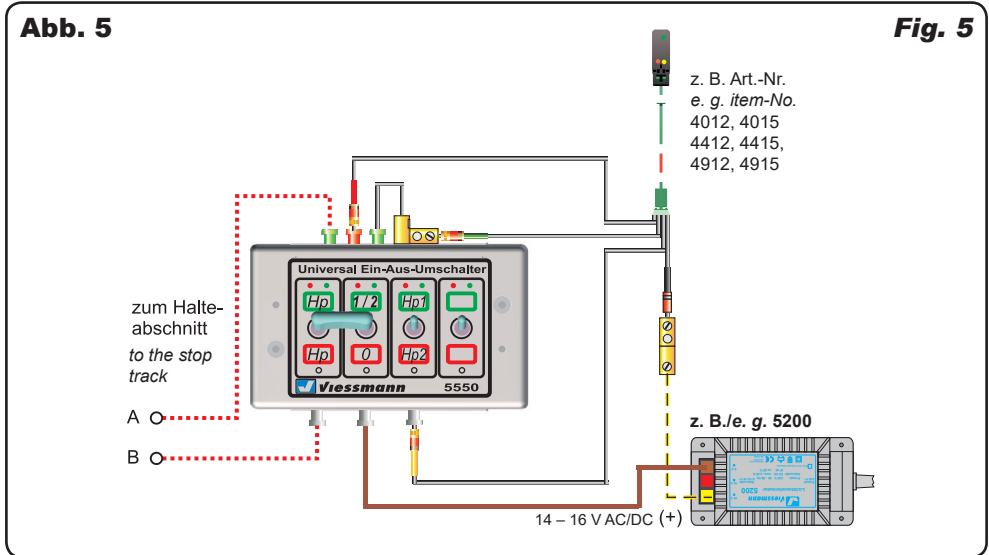 Abb. 5
Fig. 5
z. B. Art.-Nr.
e. g. item-No.
4012, 4015
4412, 4415,
4912, 4915
Universal Ein-Aus-Umschalter
Hp 1/2 Hp1
Hp 0 Hp2
Viessmann 5550
zum Halte-
abschnitt
to the stop
track
A
B
z. B./e. g. 5200
Viessmann
5200
14 – 16 V AC/DC (+)